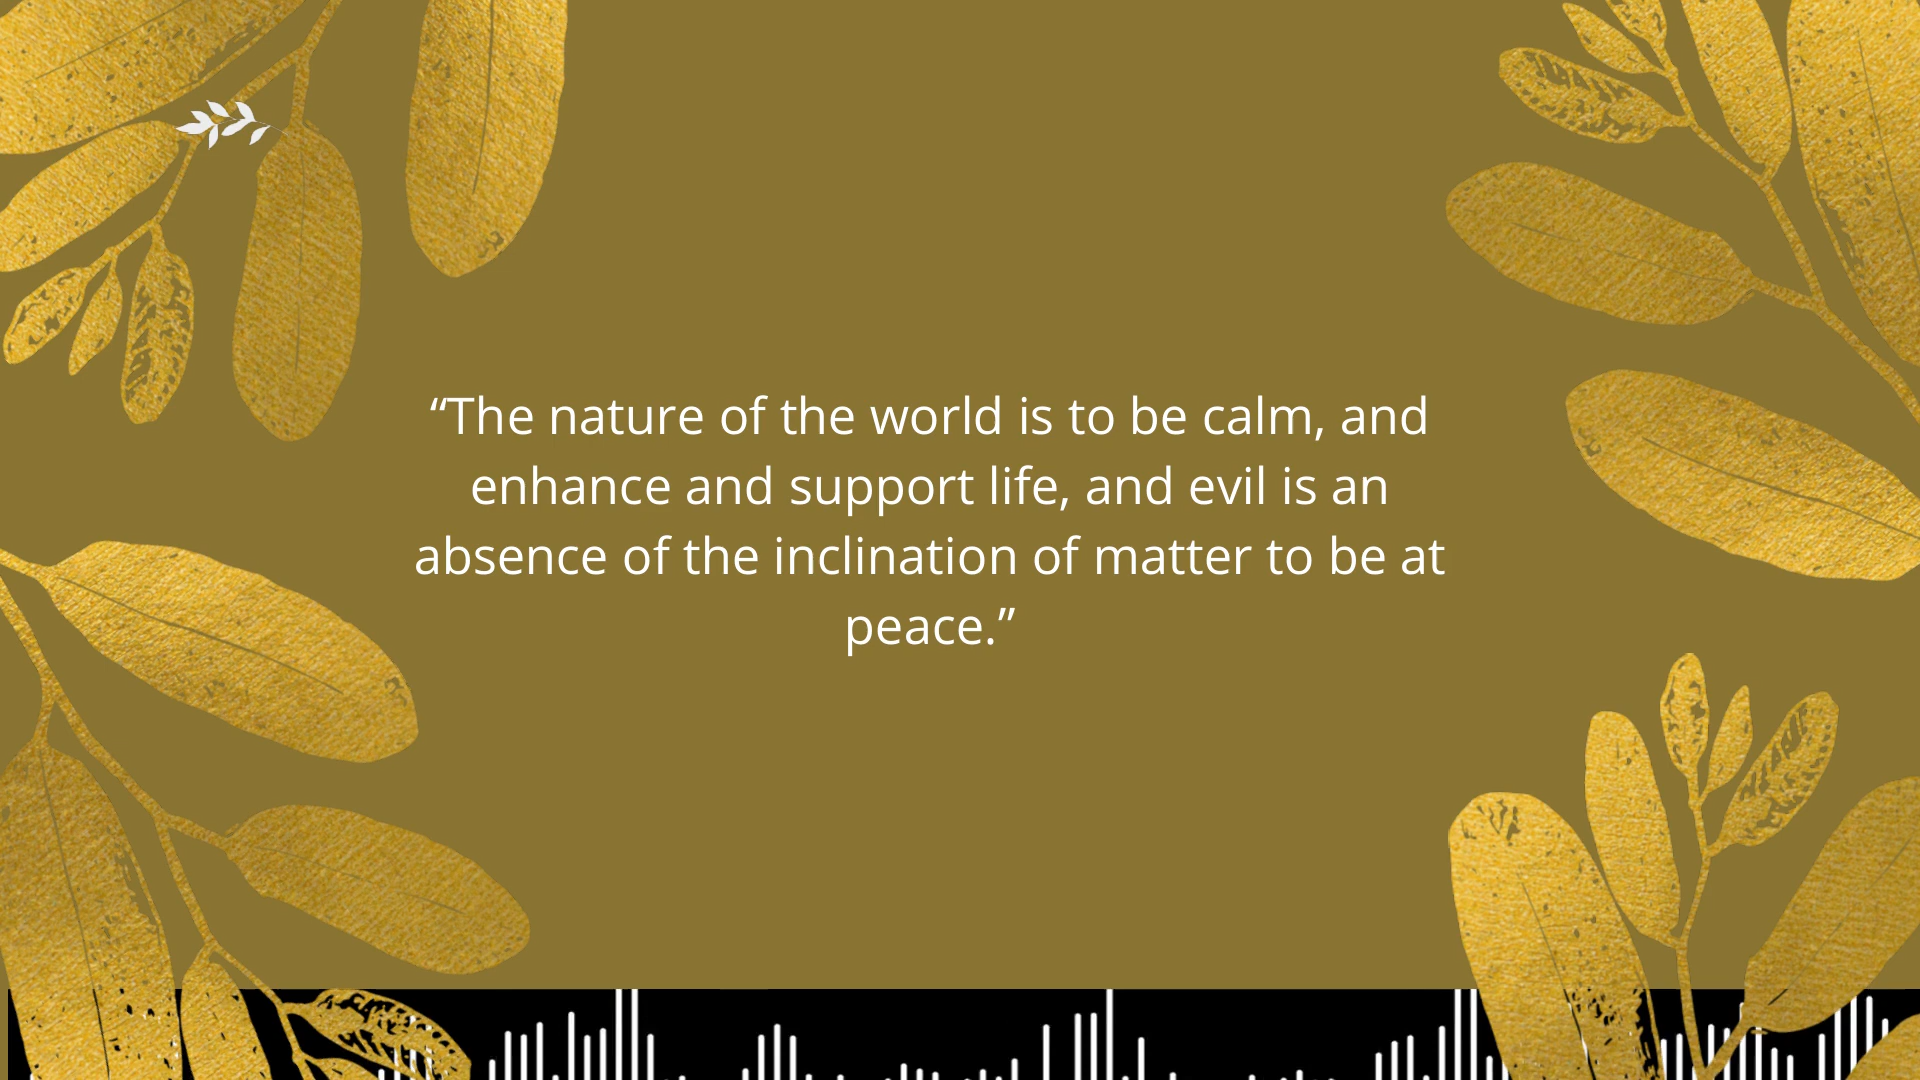 “The nature of the world is to be calm, and
enhance and support life, and evil is an
absence of the inclination of matter to be at
peace.”